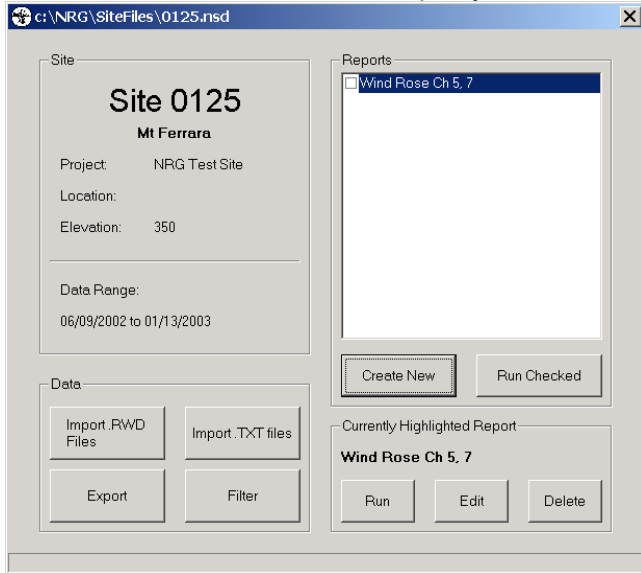 c:\NRG\SiteFiles\0125.nsd
Site
Site 0125
Mt Ferrara
Project: NRG Test Site
Location:
Elevation: 350
Data Range:
06/09/2002 to 01/13/2003
Data
Import .RWD
Files
Import .TXT files
Export
Filter
Reports
Wind Rose Ch 5, 7
Create New
Run Checked
Currently Highlighted Report
Wind Rose Ch 5, 7
Run
Edit
Delete